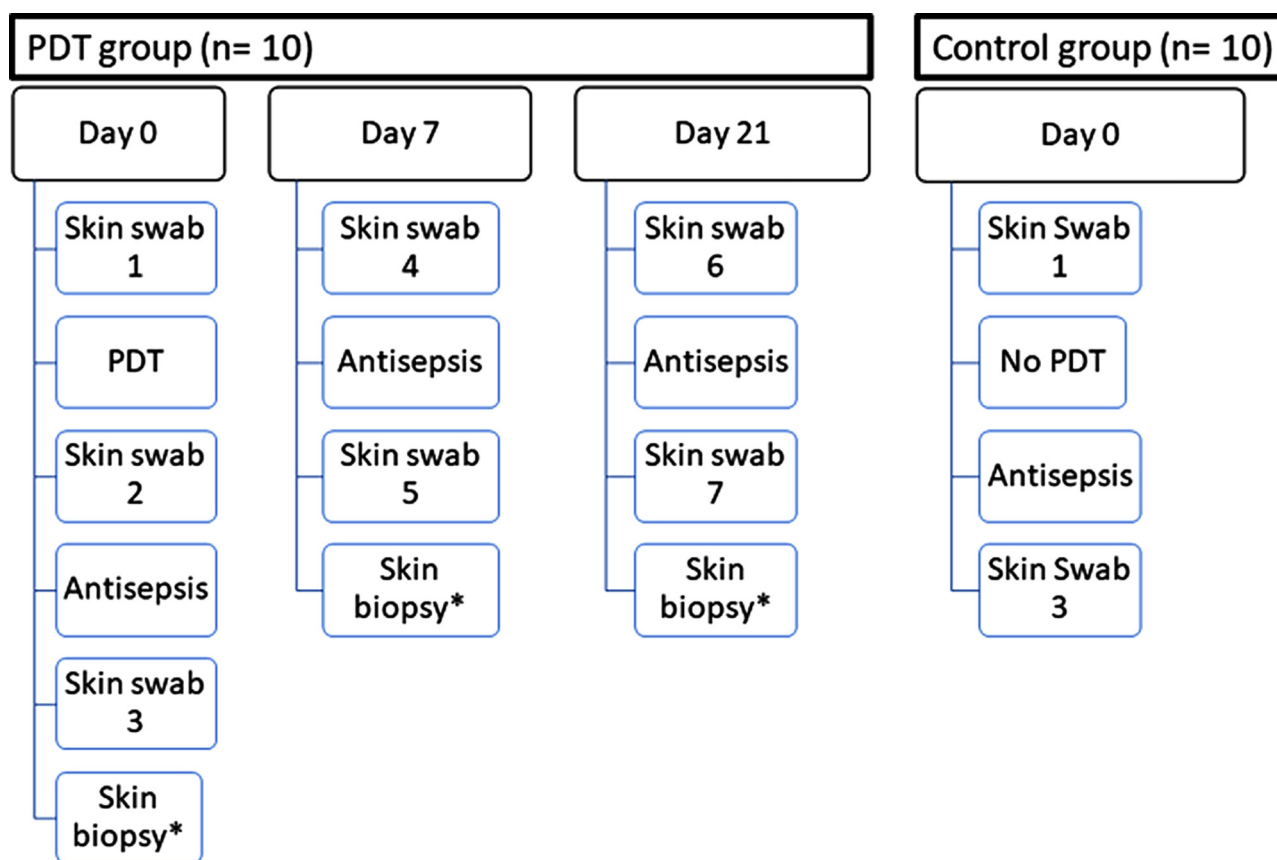 PDT group (n= 10)
Day 0
Skin swab
1
PDT
Skin swab
2
Antisepsis
Skin swab
3
Skin
biopsy*
Day 7
Skin swab
4
Antisepsis
Skin swab
5
Skin
biopsy*
Day 21
Skin swab
6
Antisepsis
Skin swab
7
Skin
biopsy*
Control group (n= 10)
Day 0
Skin Swab
1
No PDT
Antisepsis
Skin Swab
3